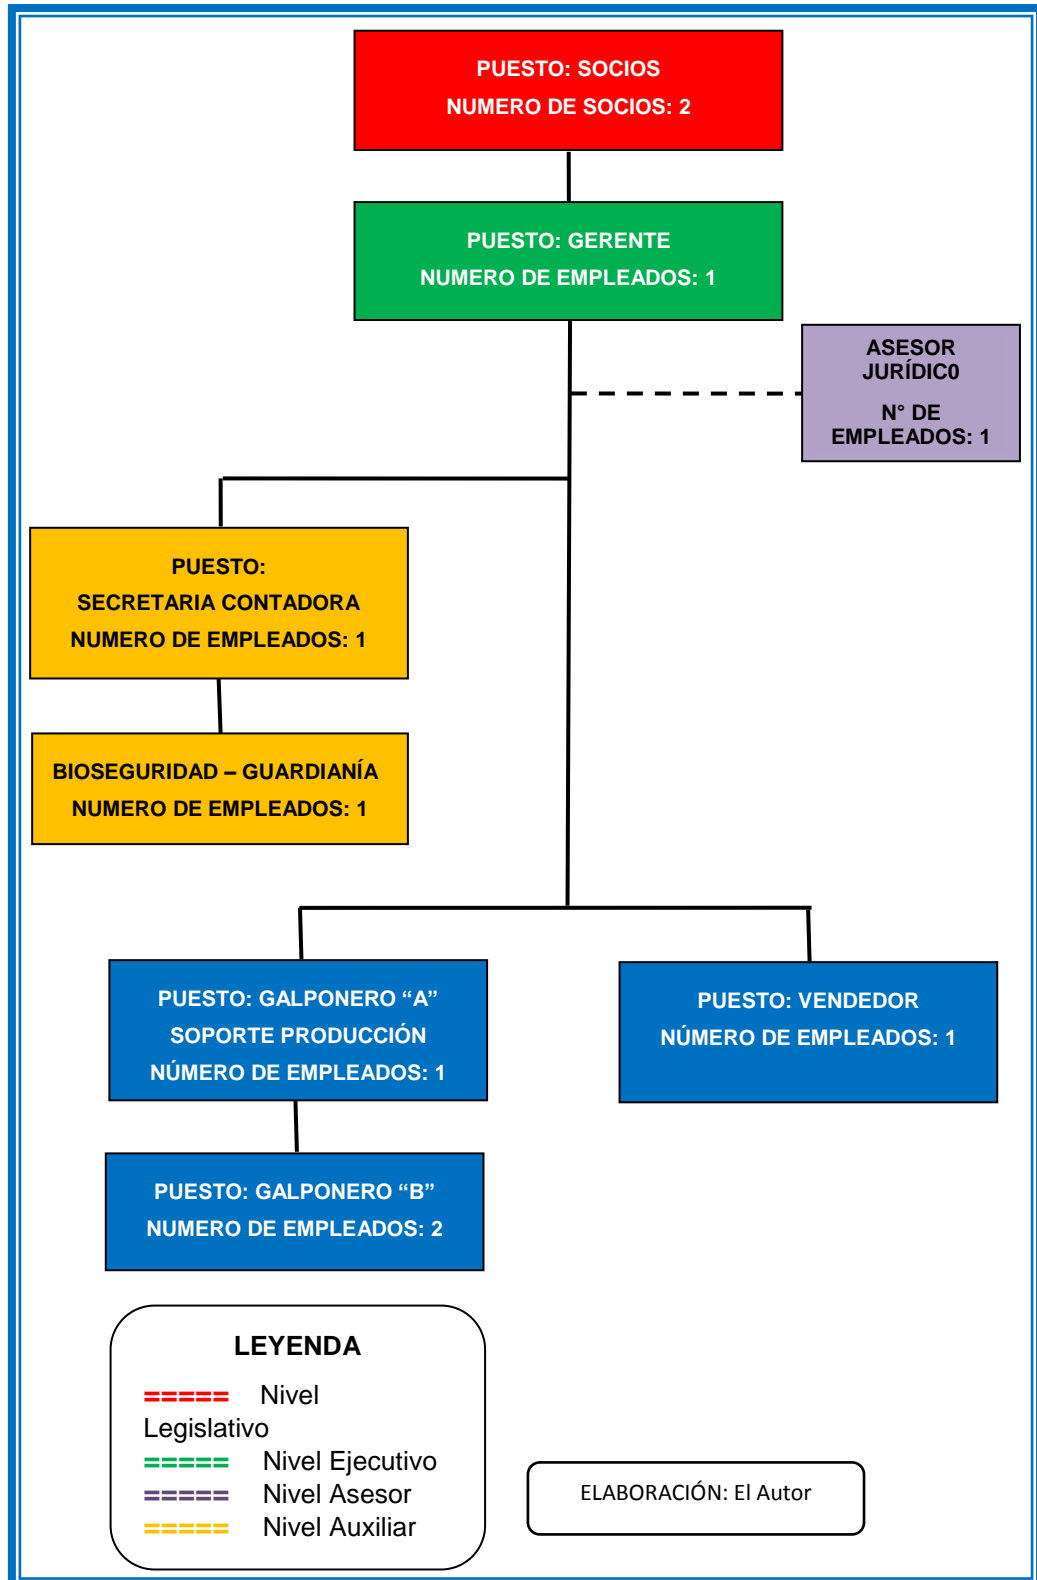 PUESTO: SOCIOS
NUMERO DE SOCIOS: 2
PUESTO: GERENTE
NUMERO DE EMPLEADOS: 1
ASESOR
JURÍDIC0
N° DE
EMPLEADOS: 1
PUESTO:
SECRETARIA CONTADORA
NUMERO DE EMPLEADOS: 1
BIOSEGURIDAD – GUARDIANÍA
NUMERO DE EMPLEADOS: 1
PUESTO: GALPONERO “A”
SOPORTE PRODUCCIÓN
NÚMERO DE EMPLEADOS: 1
PUESTO: VENDEDOR
NÚMERO DE EMPLEADOS: 1
PUESTO: GALPONERO “B”
NUMERO DE EMPLEADOS: 2
LEYENDA
===== Nivel
Legislativo
===== Nivel Ejecutivo
===== Nivel Asesor
===== Nivel Auxiliar
ELABORACIÓN: El Autor